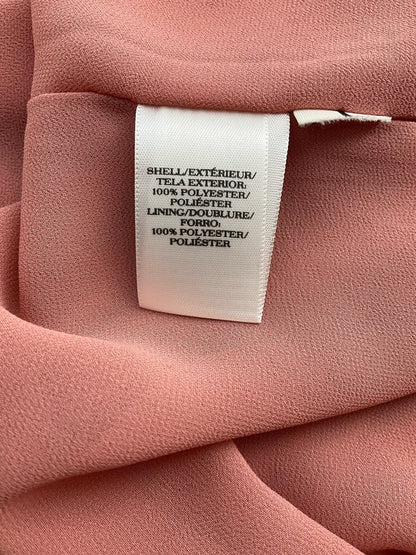 SHELL/EXTÉRIEUR/
TELA EXTERIOR:
100% POLYESTER/
POLIÉSTER
LINING/DOUBLURE/
FORRO:
100% POLYESTER/
POLIÉSTER